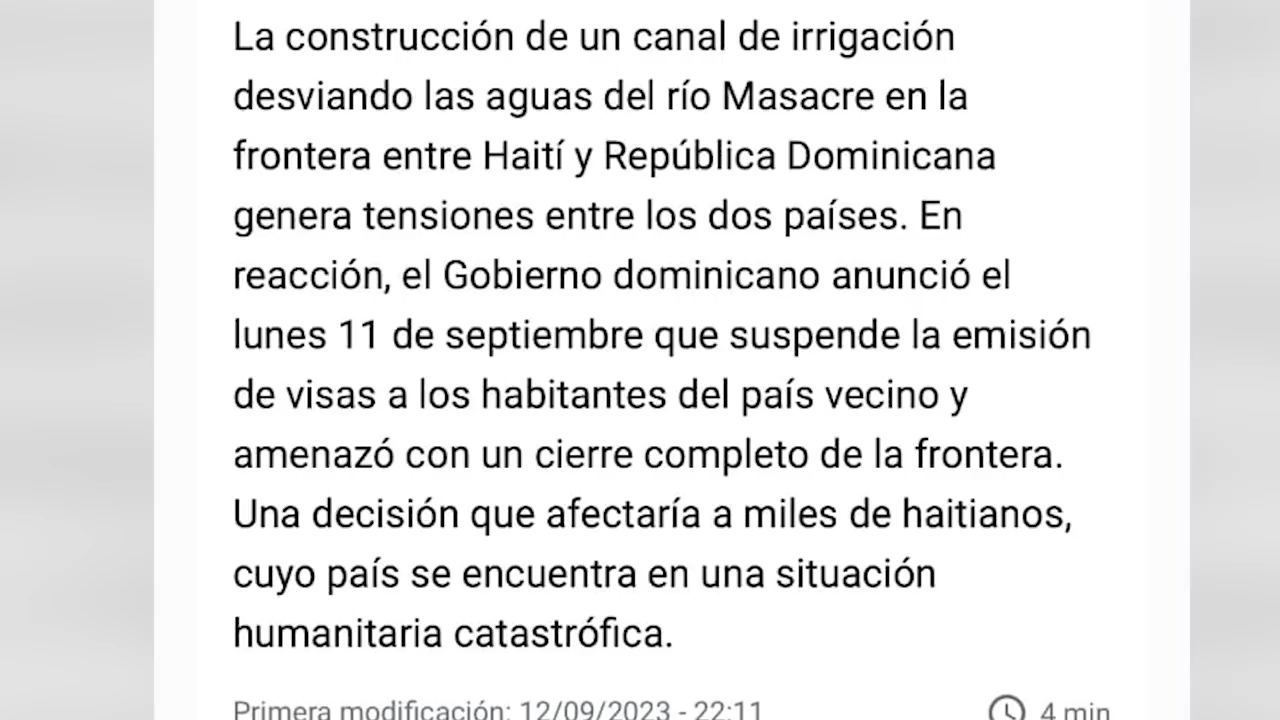 La construcción de un canal de irrigación
desviando las aguas del río Masacre en la
frontera entre Haití y República Dominicana
genera tensiones entre los dos países. En
reacción, el Gobierno dominicano anunció el
lunes 11 de septiembre que suspende la emisión
de visas a los habitantes del país vecino y
amenazó con un cierre completo de la frontera.
Una decisión que afectaría a miles de haitianos,
cuyo país se encuentra en una situación
humanitaria catastrófica.
Primera modificación: 12/09/2023 - 22:11 4 min